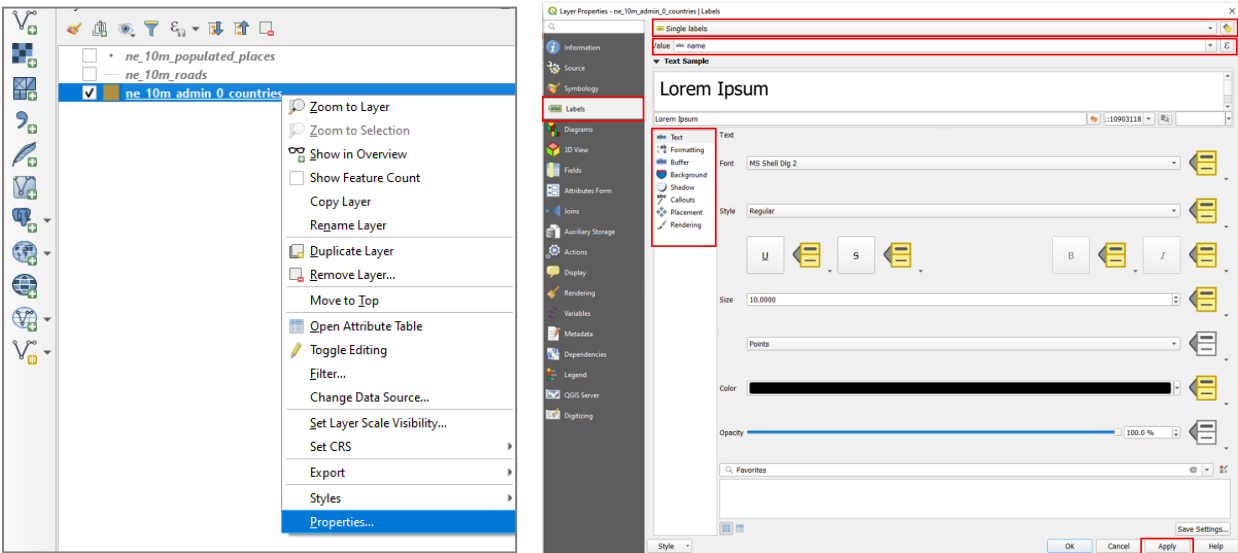 ne_10m_populated_places
ne_10m_roads
ne_10m_admin_0_countries
Zoom to Layer
Zoom to Selection
Show in Overview
Show Feature Count
Copy Layer
Rename Layer
Duplicate Layer
Remove Layer...
Move to Top
Open Attribute Table
Toggle Editing
Filter...
Change Data Source...
Set Layer Scale Visibility...
Set CRS
Export
Styles
Properties...
Layer Properties - ne_10m_admin_0_countries | Labels
Information
Source
Symbology
abc Labels
Diagrams
3D View
Fields
Attributes Form
Joins
Auxiliary Storage
Actions
Display
Rendering
Variables
Metadata
Dependencies
Legend
QGIS Server
Digitizing
Single labels
Value abc name ε
Text Sample
Lorem Ipsum
Lorem Ipsum
:10903118
abc Text
Formatting
Buffer
Background
Shadow
Callouts
Placement
Rendering
Text
Font MS Shell Dlg 2
Style Regular
U S B I
Size 10.0000
Points
Color
Opacity 100.0 %
Favorites
Save Settings...
Style OK Cancel Apply Help